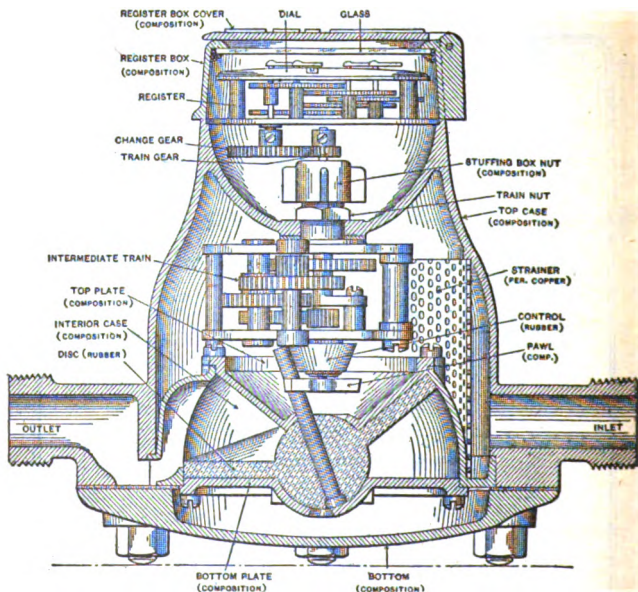 REGISTER BOX COVER
(COMPOSITION)
DIAL
GLASS
REGISTER BOX
(COMPOSITION)
REGISTER
CHANGE GEAR
TRAIN GEAR
STUFFING BOX NUT
(COMPOSITION)
TRAIN NUT
TOP CASE
(COMPOSITION)
INTERMEDIATE TRAIN
STRAINER
(PER. COPPER)
TOP PLATE
(COMPOSITION)
INTERIOR CASE
(COMPOSITION)
CONTROL
(RUBBER)
DISC (RUBBER)
PAWL
(COMP.)
OUTLET
INLET
BOTTOM PLATE
(COMPOSITION)
BOTTOM
(COMPOSITION)